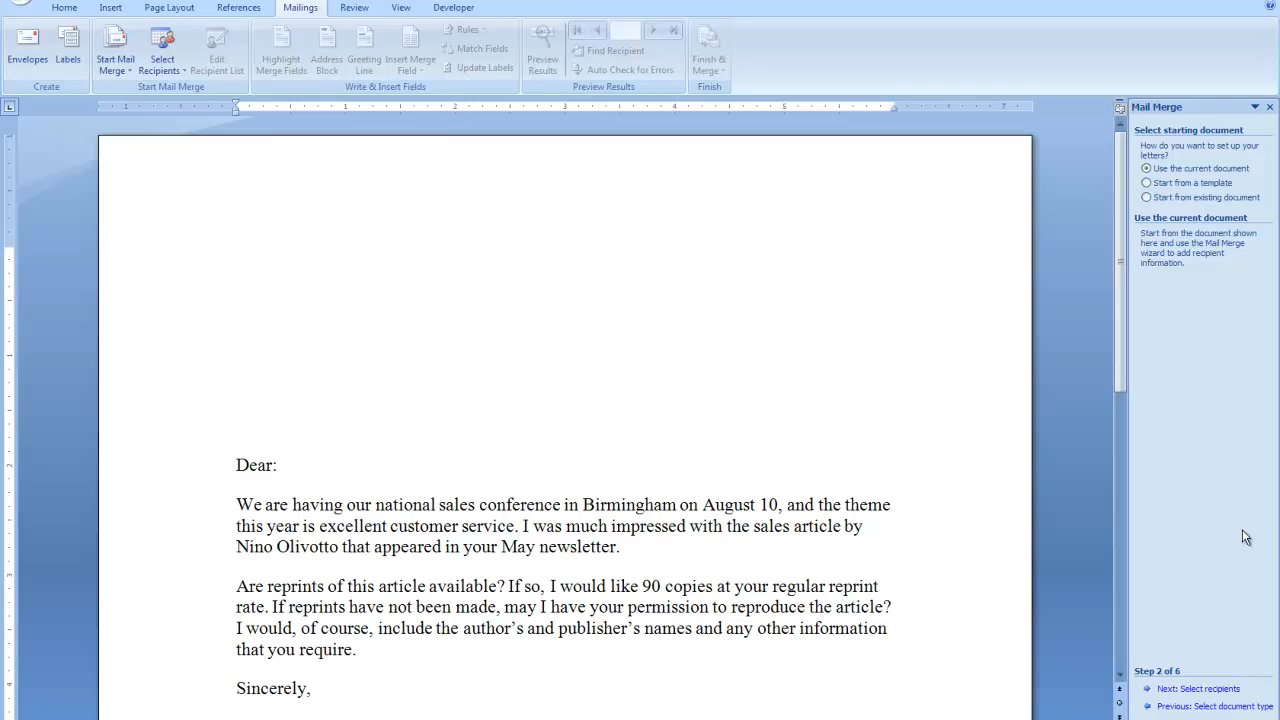 Home Insert Page Layout References Mailings Review View Developer
Envelopes Labels Start Mail Merge Select Recipients Edit Recipient List Highlight Merge Fields Address Block Greeting Line Insert Merge Field Rules Match Fields Update Labels Preview Results Find Recipient Auto Check for Errors Finish & Merge
Create Start Mail Merge Write & Insert Fields Preview Results Finish
1 1 2 3 4 5 7
Mail Merge
Select starting document
How do you want to set up your
letters?
Use the current document
Start from a template
Start from existing document
Use the current document
Start from the document shown
here and use the Mail Merge
wizard to add recipient
information.
Dear:
We are having our national sales conference in Birmingham on August 10, and the theme
this year is excellent customer service. I was much impressed with the sales article by
Nino Olivotto that appeared in your May newsletter.
Are reprints of this article available? If so, I would like 90 copies at your regular reprint
rate. If reprints have not been made, may I have your permission to reproduce the article?
I would, of course, include the author’s and publisher’s names and any other information
that you require.
Sincerely,
Step 2 of 6
Next: Select recipients
Previous: Select document type